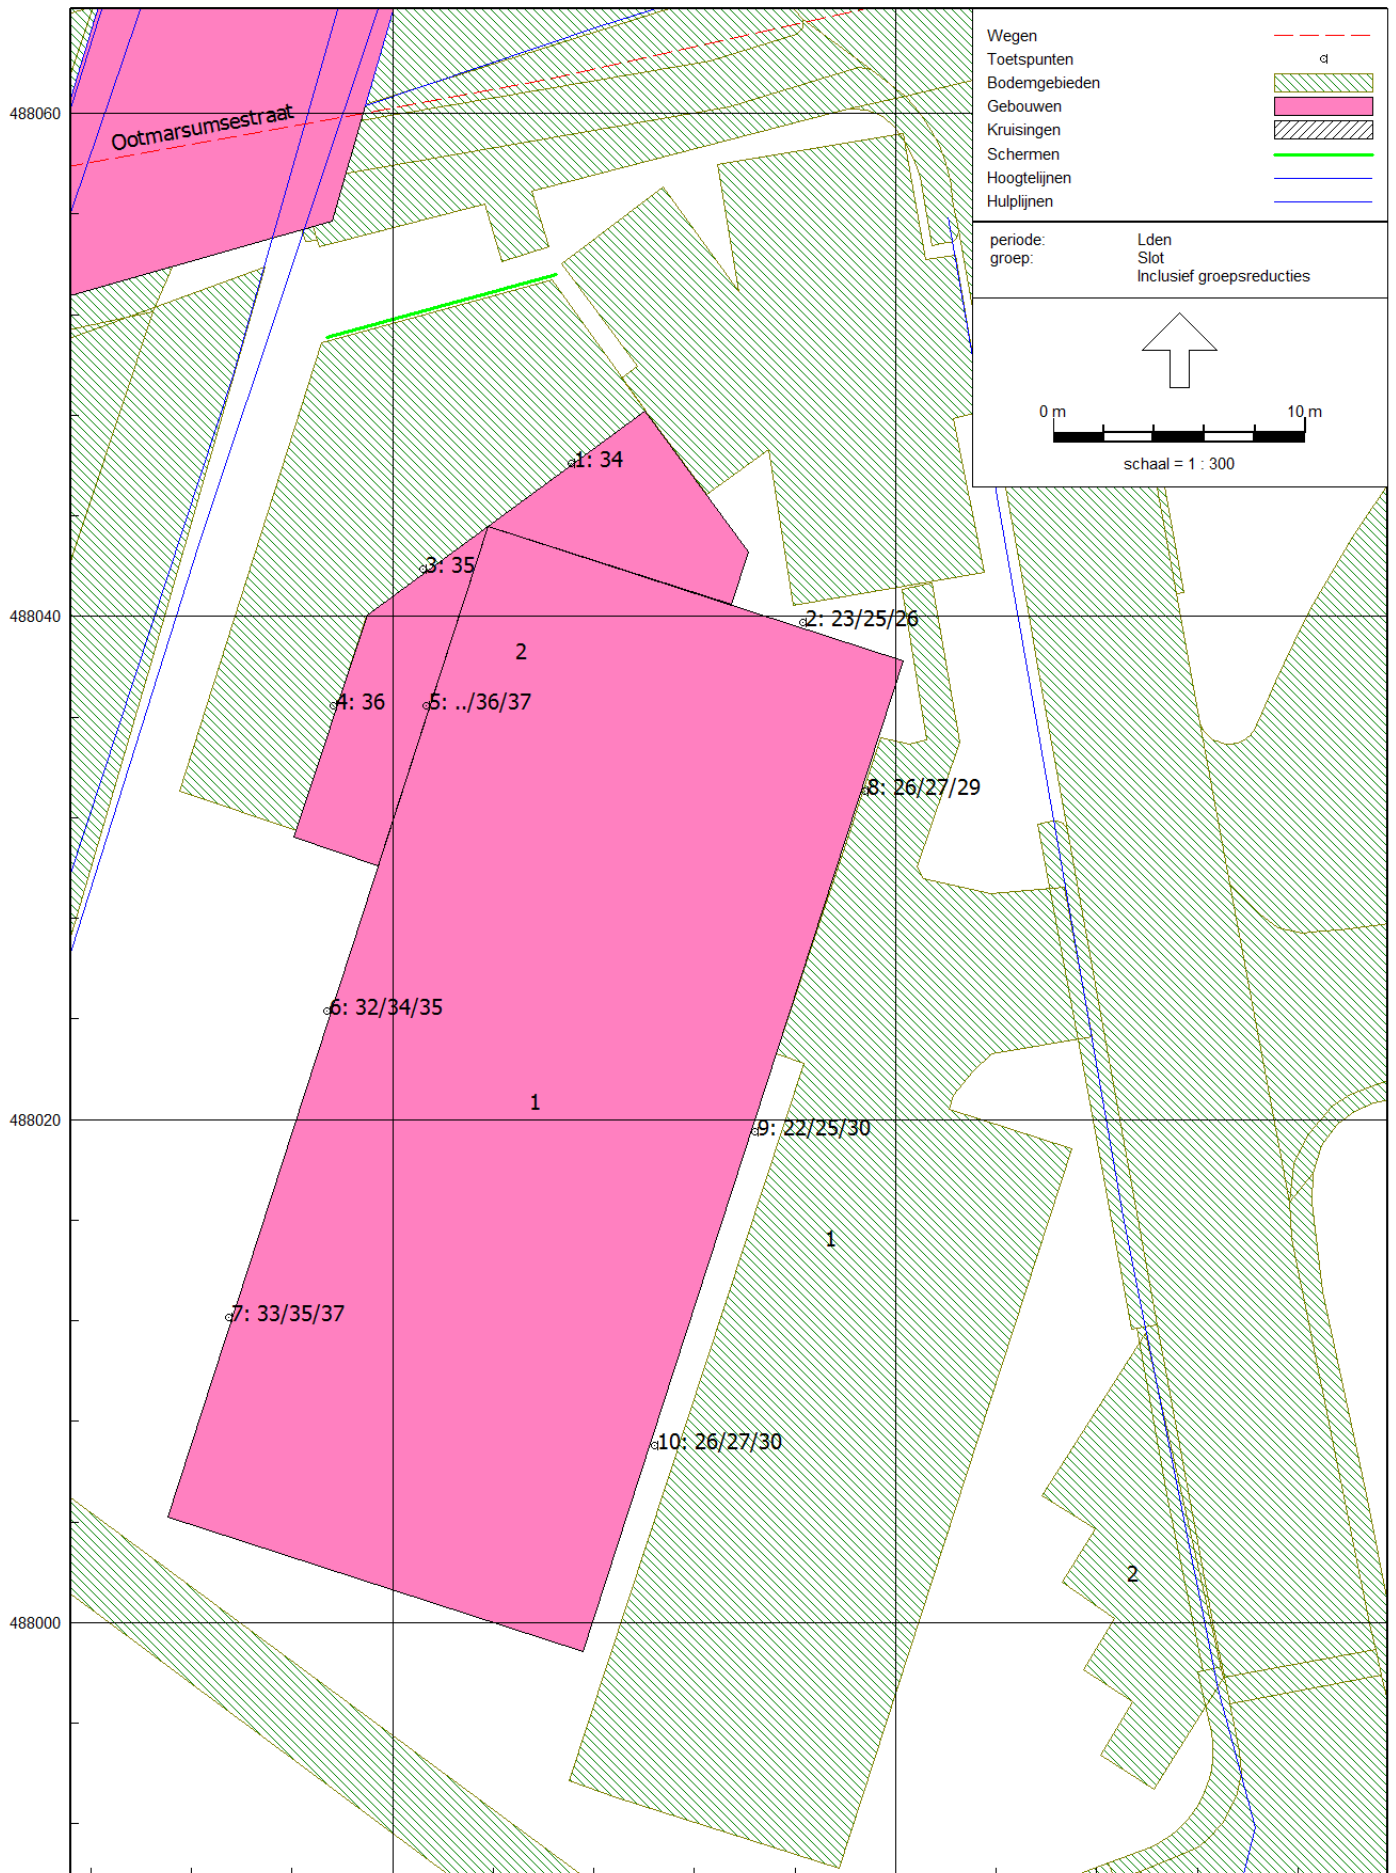 Wegen
Toetspunten
Bodemgebieden
Gebouwen
Kruisingen
Schermen
Hoogtelijnen
Hulplijnen
periode: Lden
groep: Slot
Inclusief groepsreducties
0 m 10 m
schaal = 1 : 300
488060
Ootmarsumsestraat
1: 34
3: 35
488040
2: 23/25/26
2
4: 36
5: ../36/37
8: 26/27/29
6: 32/34/35
1
488020
9: 22/25/30
1
7: 33/35/37
10: 26/27/30
2
488000